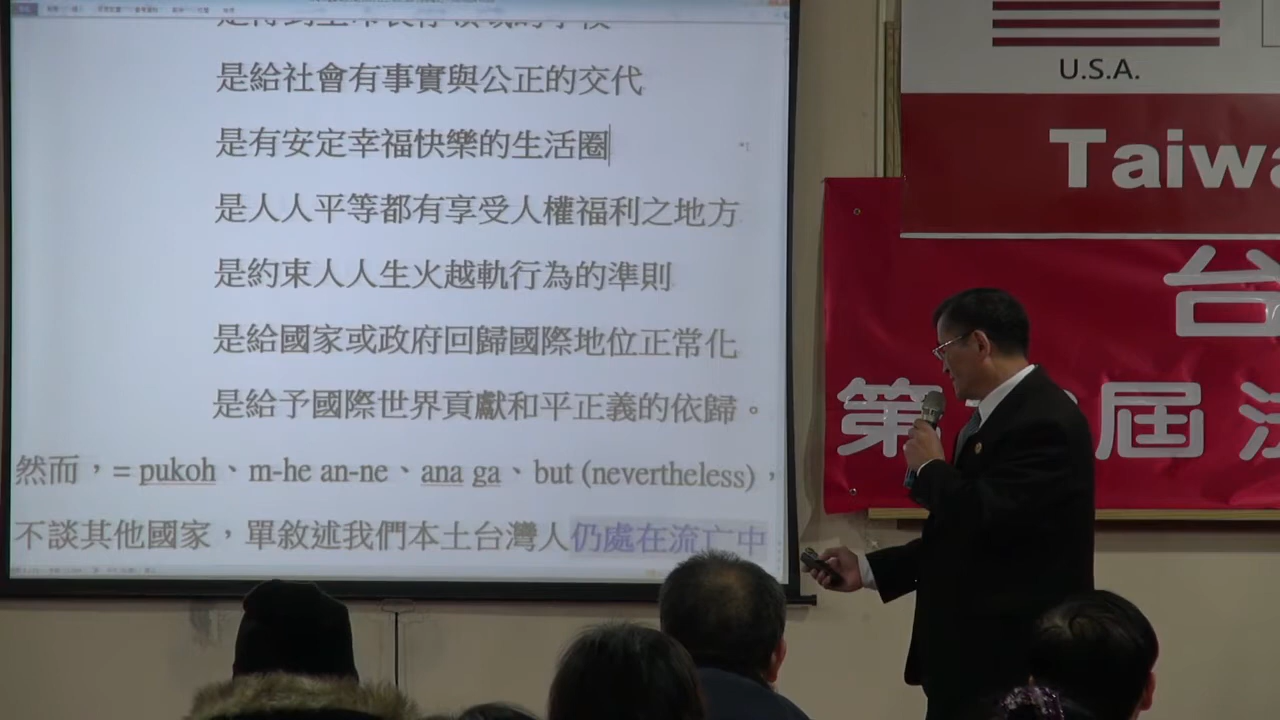 是給社會有事實與公正的交代
是有安定幸福快樂的生活圈
是人人平等都有享受人權福利之地方
是約束人人生火越軌行為的準則
是給國家或政府回歸國際地位正常化
是給予國際世界貢獻和平正義的依歸。
然而，= pukoh、m-he an-ne、ana ga、but (nevertheless)，
不談其他國家，單敘述我們本土台灣人仍處在流亡中
U.S.A.
Taiwa
台
第 屆 法